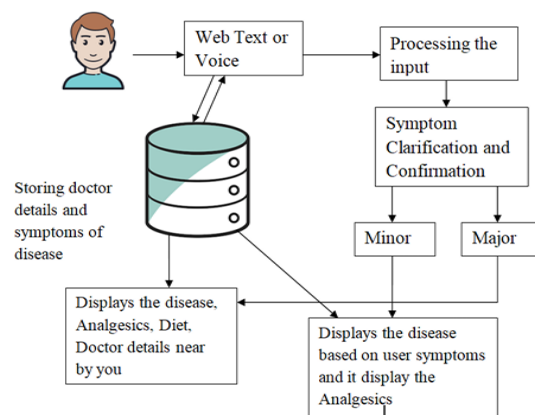 Web Text or
Voice
Processing the
input
Symptom
Clarification and
Confirmation
Storing doctor
details and
symptoms of
disease
Minor
Major
Displays the disease,
Analgesics, Diet,
Doctor details near
by you
Displays the disease
based on user symptoms
and it display the
Analgesics